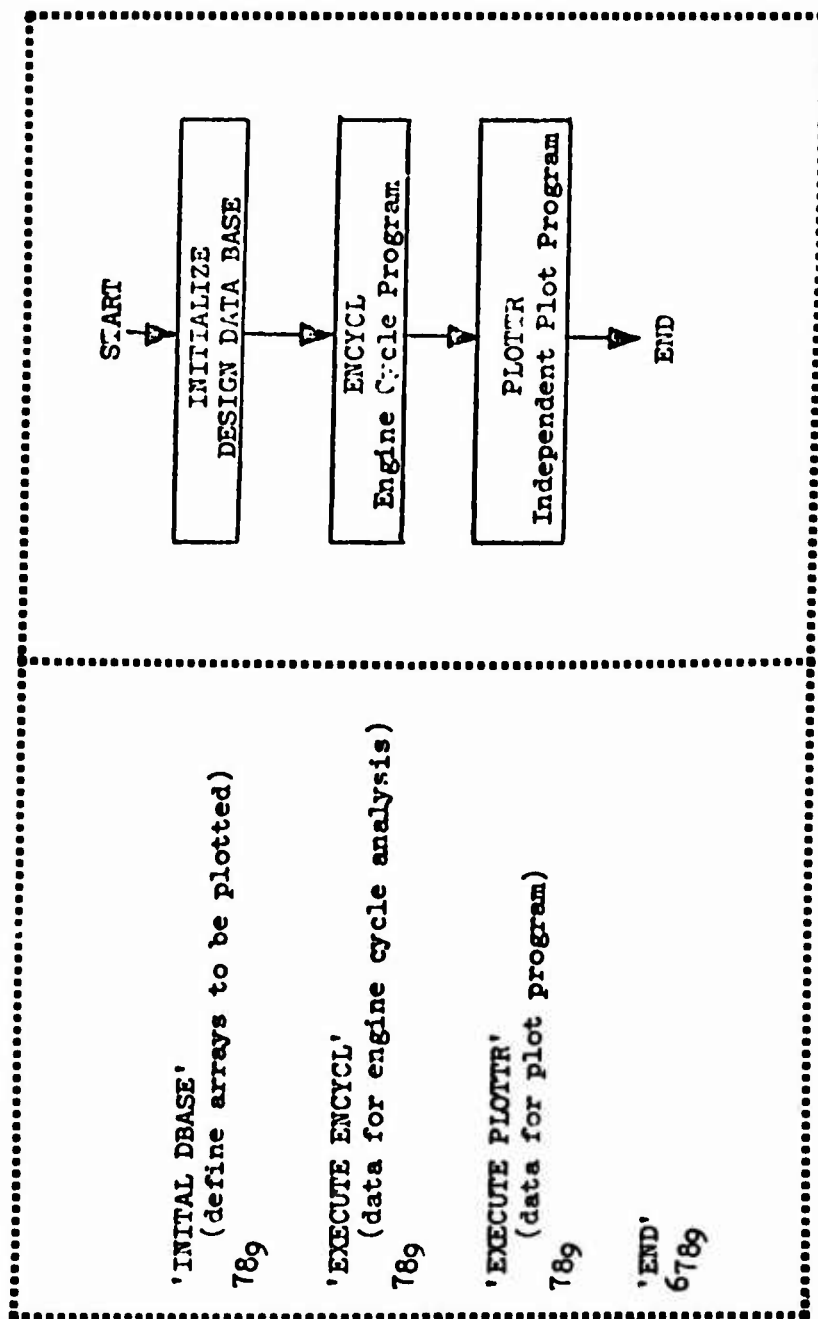 'INITAL DBASE'
(define arrays to be plotted)
789
'EXECUTE ENCYCL'
(data for engine cycle analysis)
789
'EXECUTE PLOTTR'
(data for plot program)
789
'END'
6789
START
INITIALIZE
DESIGN DATA BASE
ENCYCL
Engine Cycle Program
PLOTTR
Independent Plot Program
END